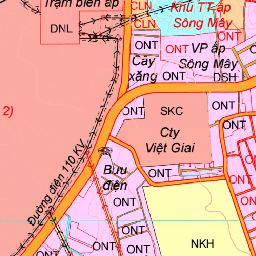 Trạm biến áp
DNL
CLN
CLN
Khu TT ấp
Sông Mây
ONT
ONT
VP ấp
Sông Mây
Cây
xăng
ONT
DSH
ONT
ONT
2)
ONT
SKC
ONT
Cty
Việt Giai
Đường điện 110 KV
ONT
ONT
Bưu
điện
ONT
ONT
ONT
ONT
ONT
NKH